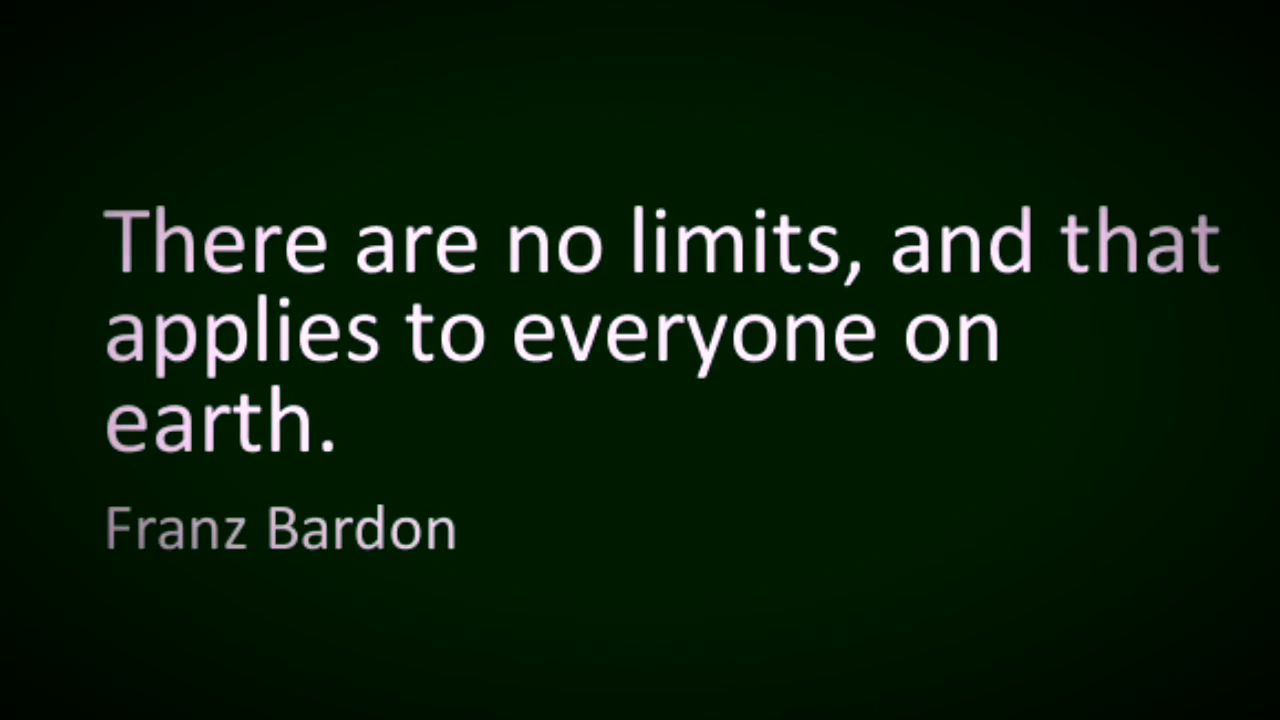 There are no limits, and that
applies to everyone on
earth.
Franz Bardon